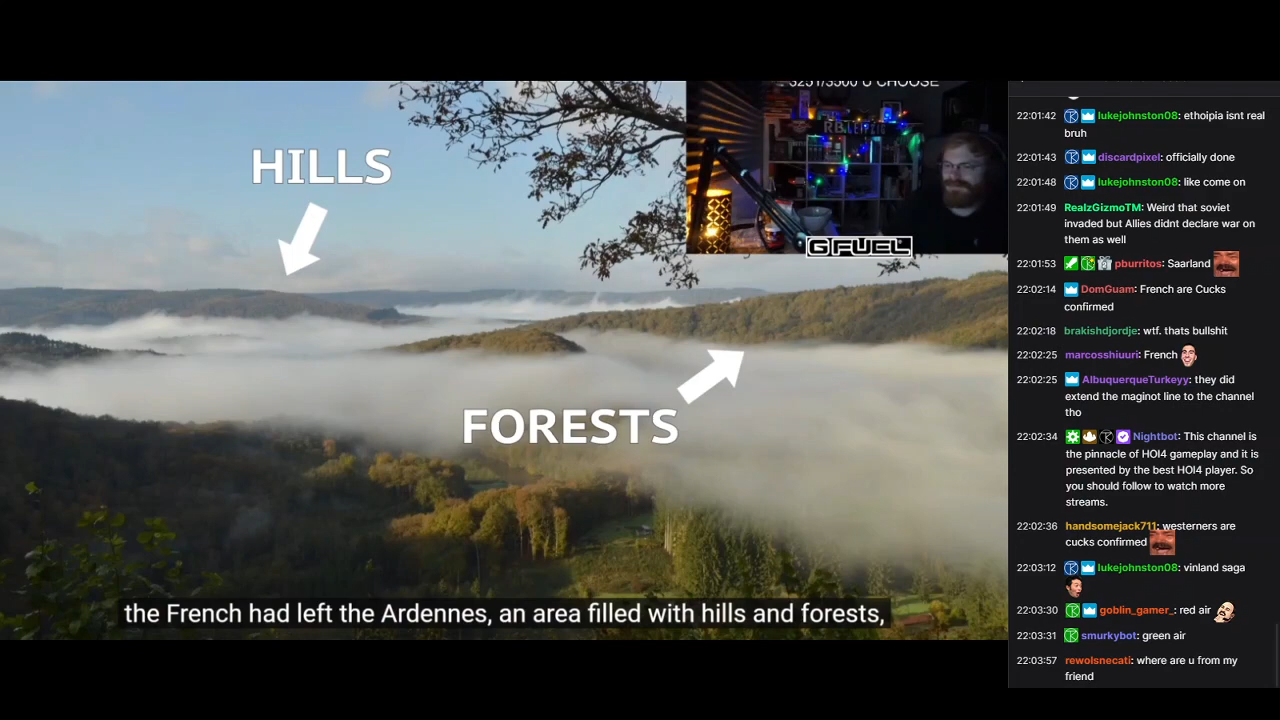 3251/3500 U CHOOSE
RB LEIPZIG
HILLS
G FUEL
FORESTS
the French had left the Ardennes, an area filled with hills and forests,
22:01:42 lukejohnston08: ethoipia isnt real
bruh
22:01:43 discardpixel: officially done
22:01:48 lukejohnston08: like come on
22:01:49 RealzGizmoTM: Weird that soviet
invaded but Allies didnt declare war on
them as well
22:01:53 pburritos: Saarland
22:02:14 DomGuam: French are Cucks
confirmed
22:02:18 brakishdjordje: wtf. thats bullshit
22:02:25 marcosshiuuri: French
22:02:25 AlbuquerqueTurkeyy: they did
extend the maginot line to the channel
tho
22:02:34 Nightbot: This channel is
the pinnacle of HOI4 gameplay and it is
presented by the best HOI4 player. So
you should follow to watch more
streams.
22:02:36 handsomejack711: westerners are
cucks confirmed
22:03:12 lukejohnston08: vinland saga
22:03:30 goblin_gamer_: red air
22:03:31 smurkybot: green air
22:03:57 rewolsnecati: where are u from my
friend